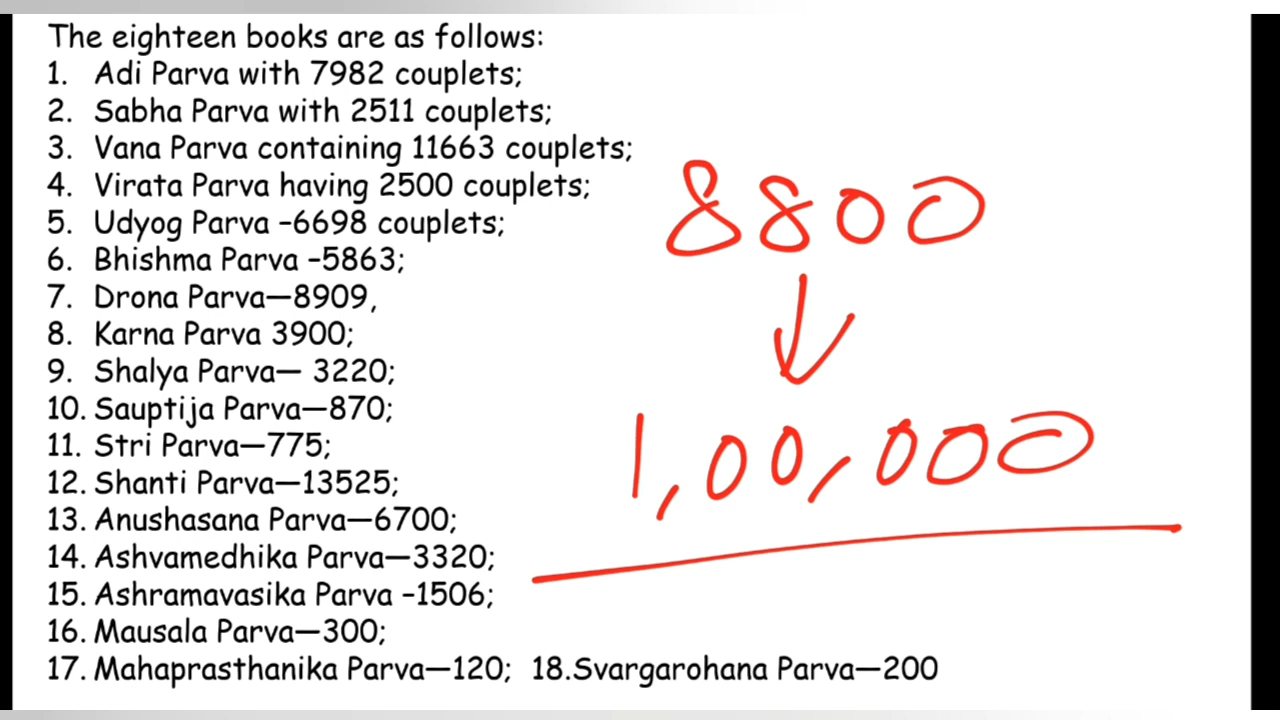 The eighteen books are as follows:
1. Adi Parva with 7982 couplets;
2. Sabha Parva with 2511 couplets;
3. Vana Parva containing 11663 couplets;
4. Virata Parva having 2500 couplets;
5. Udyog Parva -6698 couplets;
6. Bhishma Parva -5863;
7. Drona Parva—8909,
8. Karna Parva 3900;
9. Shalya Parva— 3220;
10. Sauptija Parva—870;
11. Stri Parva—775;
12. Shanti Parva—13525;
13. Anushasana Parva—6700;
14. Ashvamedhika Parva—3320;
15. Ashramavasika Parva -1506;
16. Mausala Parva—300;
17. Mahaprasthanika Parva—120; 18.Svargarohana Parva—200
8800
1,00,000